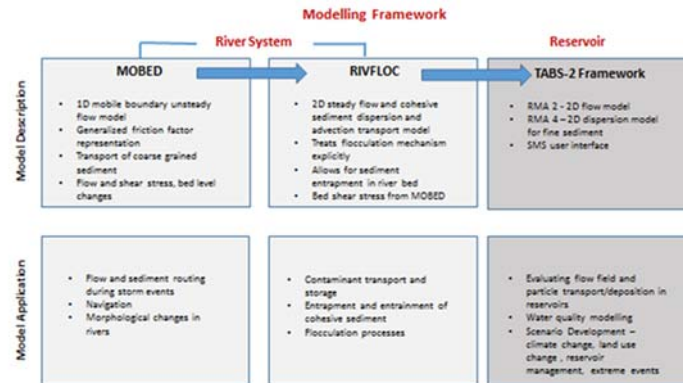 Modelling Framework
River System
Reservoir
Model Description
MOBED
• 1D mobile boundary unsteady
flow model
• Generalized friction factor
representation
• Transport of coarse grained
sediment
• Flow and shear stress, bed level
changes
RIVFLOC
• 2D steady flow and cohesive
sediment dispersion and
advection transport model
• Treats flocculation mechanism
explicitly
• Allows for sediment
entrapment in river bed
• Bed shear stress from MOBED
TABS-2 Framework
• RMA 2 - 2D flow model
• RMA 4 – 2D dispersion model
for fine sediment
• SMS user interface
Model Application
• Flow and sediment routing
during storm events
• Navigation
• Morphological changes in
rivers
• Contaminant transport and
storage
• Entrapment and entrainment of
cohesive sediment
• Flocculation processes
• Evaluating flow field and
particle transport/deposition in
reservoirs
• Water quality modelling
• Scenario Development –
climate change, land use
change , reservoir
management, extreme events